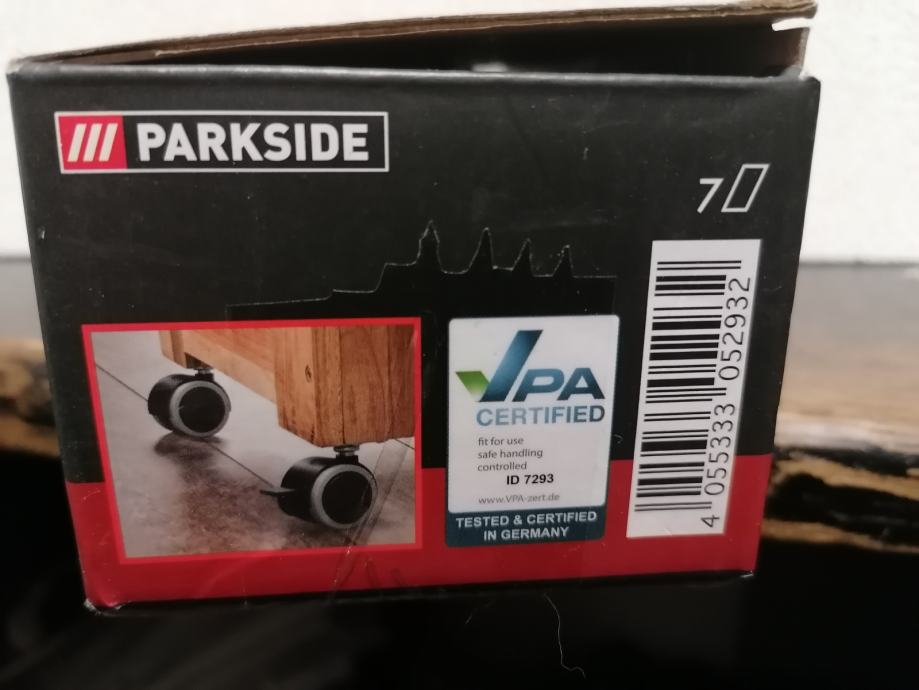 PARKSIDE
7
VPA
CERTIFIED
fit for use
safe handling
controlled
ID 7293
www.VPA-zert.de
TESTED & CERTIFIED
IN GERMANY
4 055333 052932